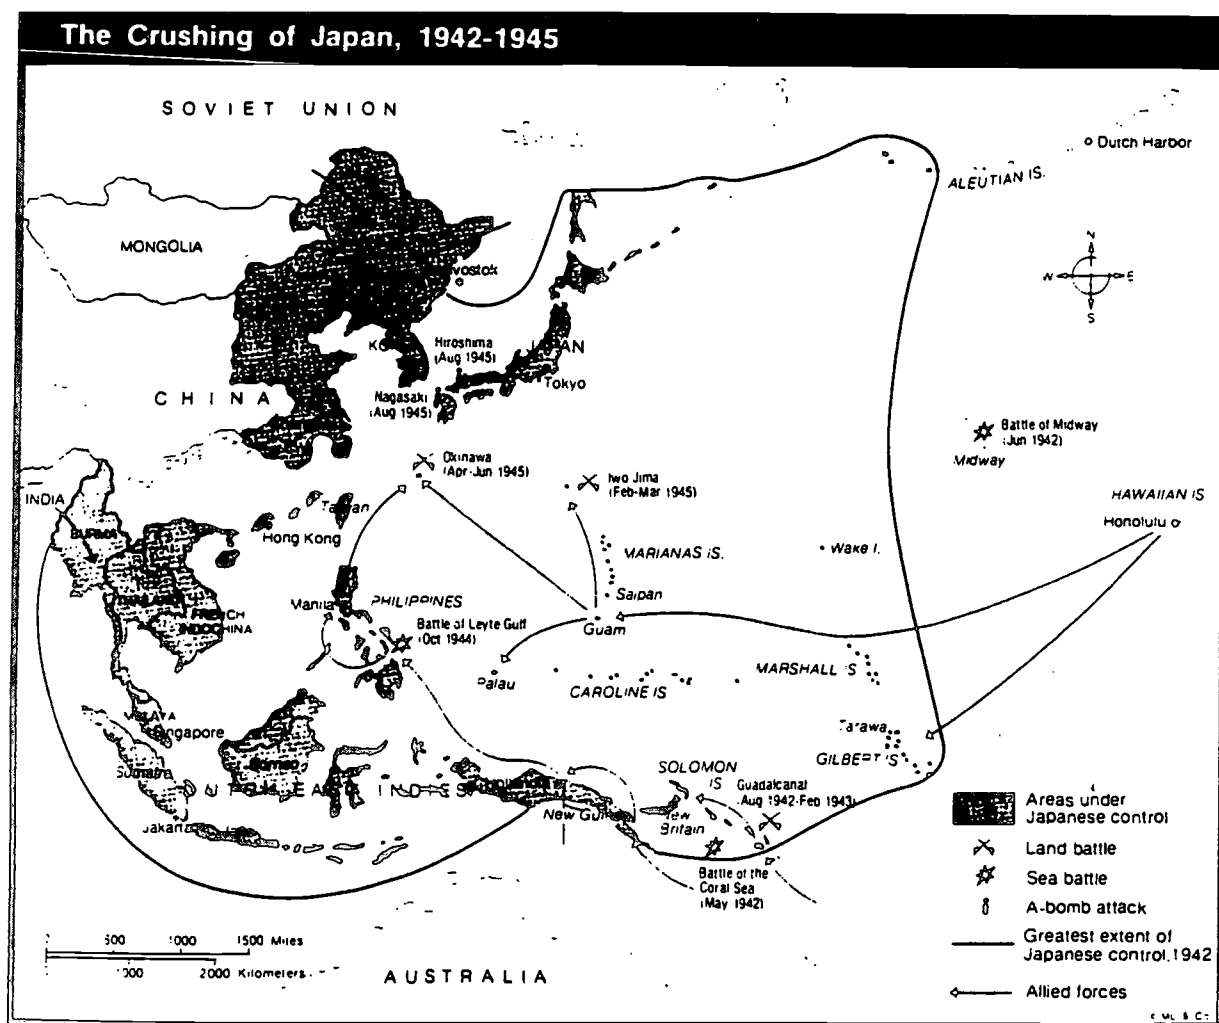 The Crushing of Japan, 1942-1945
SOVIET UNION
Dutch Harbor
ALEUTIAN IS.
MONGOLIA
N
W
E
S
vostok
Hiroshima
(Aug 1945)
Tokyo
Nagasaki
(Aug 1945)
CHINA
Battle of Midway
(Jun 1942)
Midway
Okinawa
(Apr-Jun 1945)
Iwo Jima
(Feb-Mar 1945)
INDIA
BURMA
Hong Kong
HAWAIIAN IS
Honolulu
MARIANAS IS.
Wake I.
Saipan
Manila
PHILIPPINES
Guam
FRENCH
INDOCHINA
Battle of Leyte Gulf
(Oct 1944)
Palau
CAROLINE IS
MARSHALL IS
Singapore
Sumatra
Borneo
Tarawa
GILBERT IS
SOLOMON
IS
Guadalcanal
(Aug 1942-Feb 1943)
New Gui
Britain
Jakarta
Battle of the
Coral Sea
(May 1942)
AUSTRALIA
500 1000 1500 Miles
1000 2000 Kilometers
Areas under
Japanese control
Land battle
Sea battle
A-bomb attack
Greatest extent of
Japanese control, 1942
Allied forces